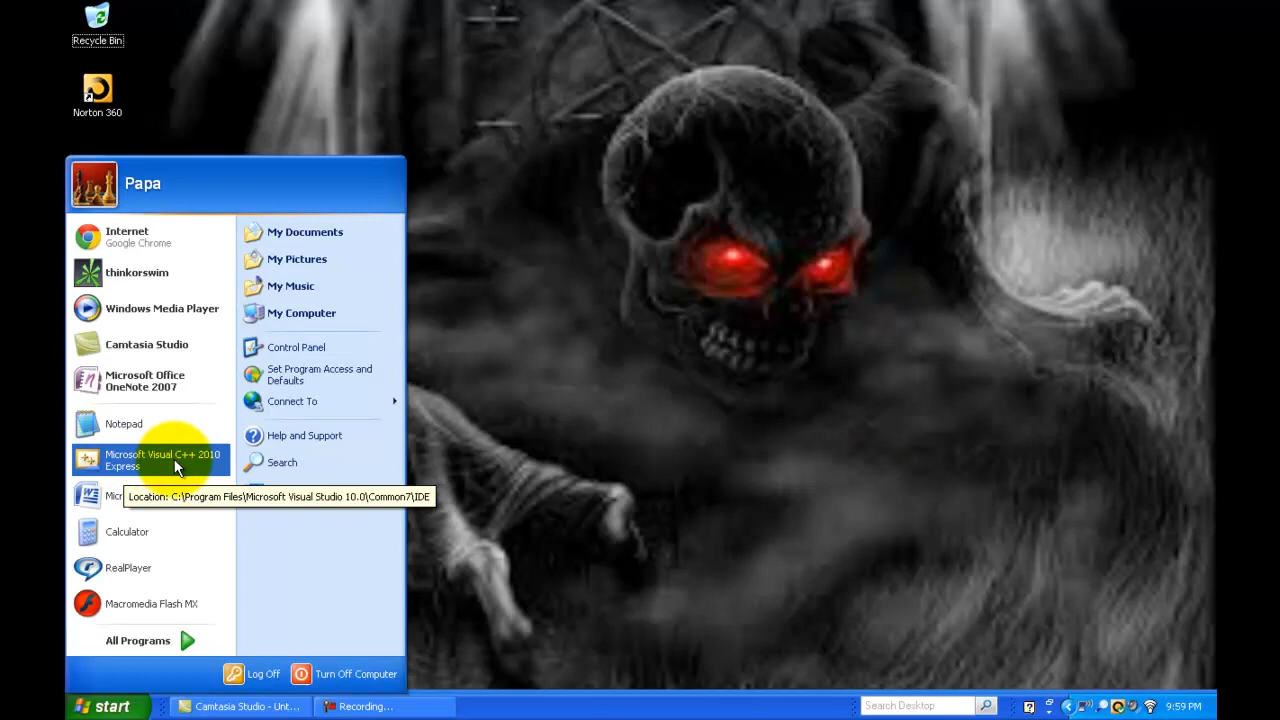 Recycle Bin
Norton 360
Papa
Internet
Google Chrome
thinkorswim
Windows Media Player
Camtasia Studio
Microsoft Office
OneNote 2007
Notepad
Microsoft Visual C++ 2010
Express
Micr
Location: C:\Program Files\Microsoft Visual Studio 10.0\Common7\IDE
Calculator
RealPlayer
Macromedia Flash MX
All Programs
My Documents
My Pictures
My Music
My Computer
Control Panel
Set Program Access and
Defaults
Connect To
Help and Support
Search
Log Off
Turn Off Computer
start
Camtasia Studio - Unt...
Recording...
Search Desktop
9:59 PM